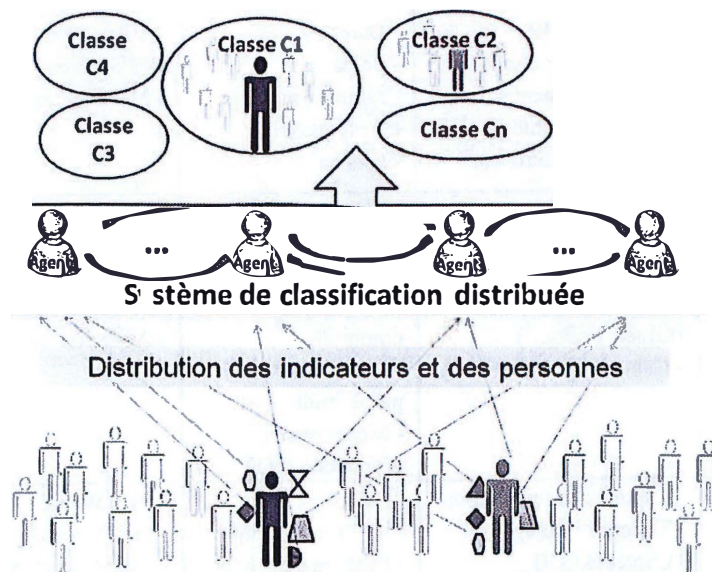 Classe
C4
Classe C1
Classe C2
Classe
C3
Classe Cn
... ...
Agent Agent Agent Agent
S stème de classification distribuée
Distribution des indicateurs et des personnes